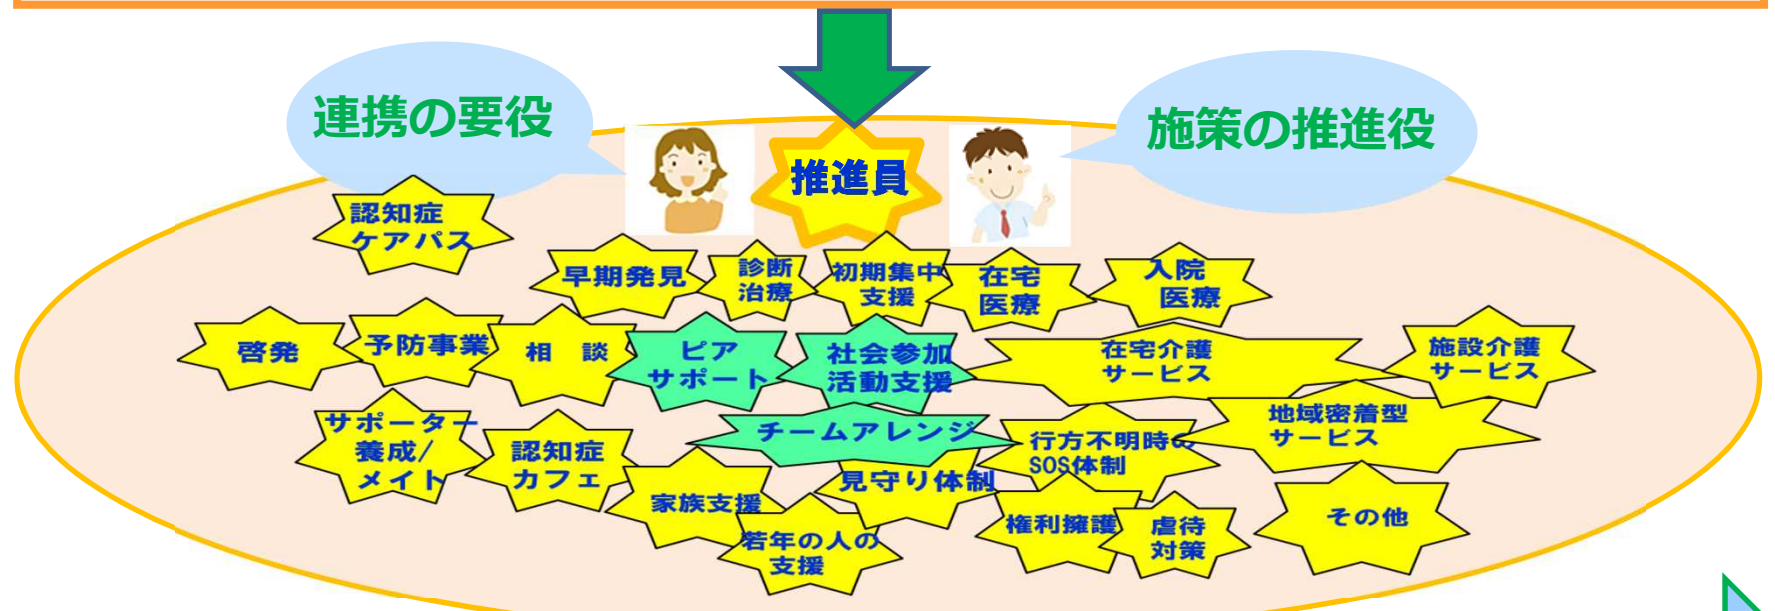 連携の要役
施策の推進役
推進員
認知症
ケアパス
早期発見
診断
治療
初期集中
支援
在宅
医療
入院
医療
啓発
予防事業
相 談
ピア
サポート
社会参加
活動支援
在宅介護
サービス
施設介護
サービス
サポーター
養成/
メイト
認知症
カフェ
チームアレンジ
行方不明時の
SOS体制
地域密着型
サービス
家族支援
見守り体制
若年の人の
支援
権利擁護
虐待
対策
その他